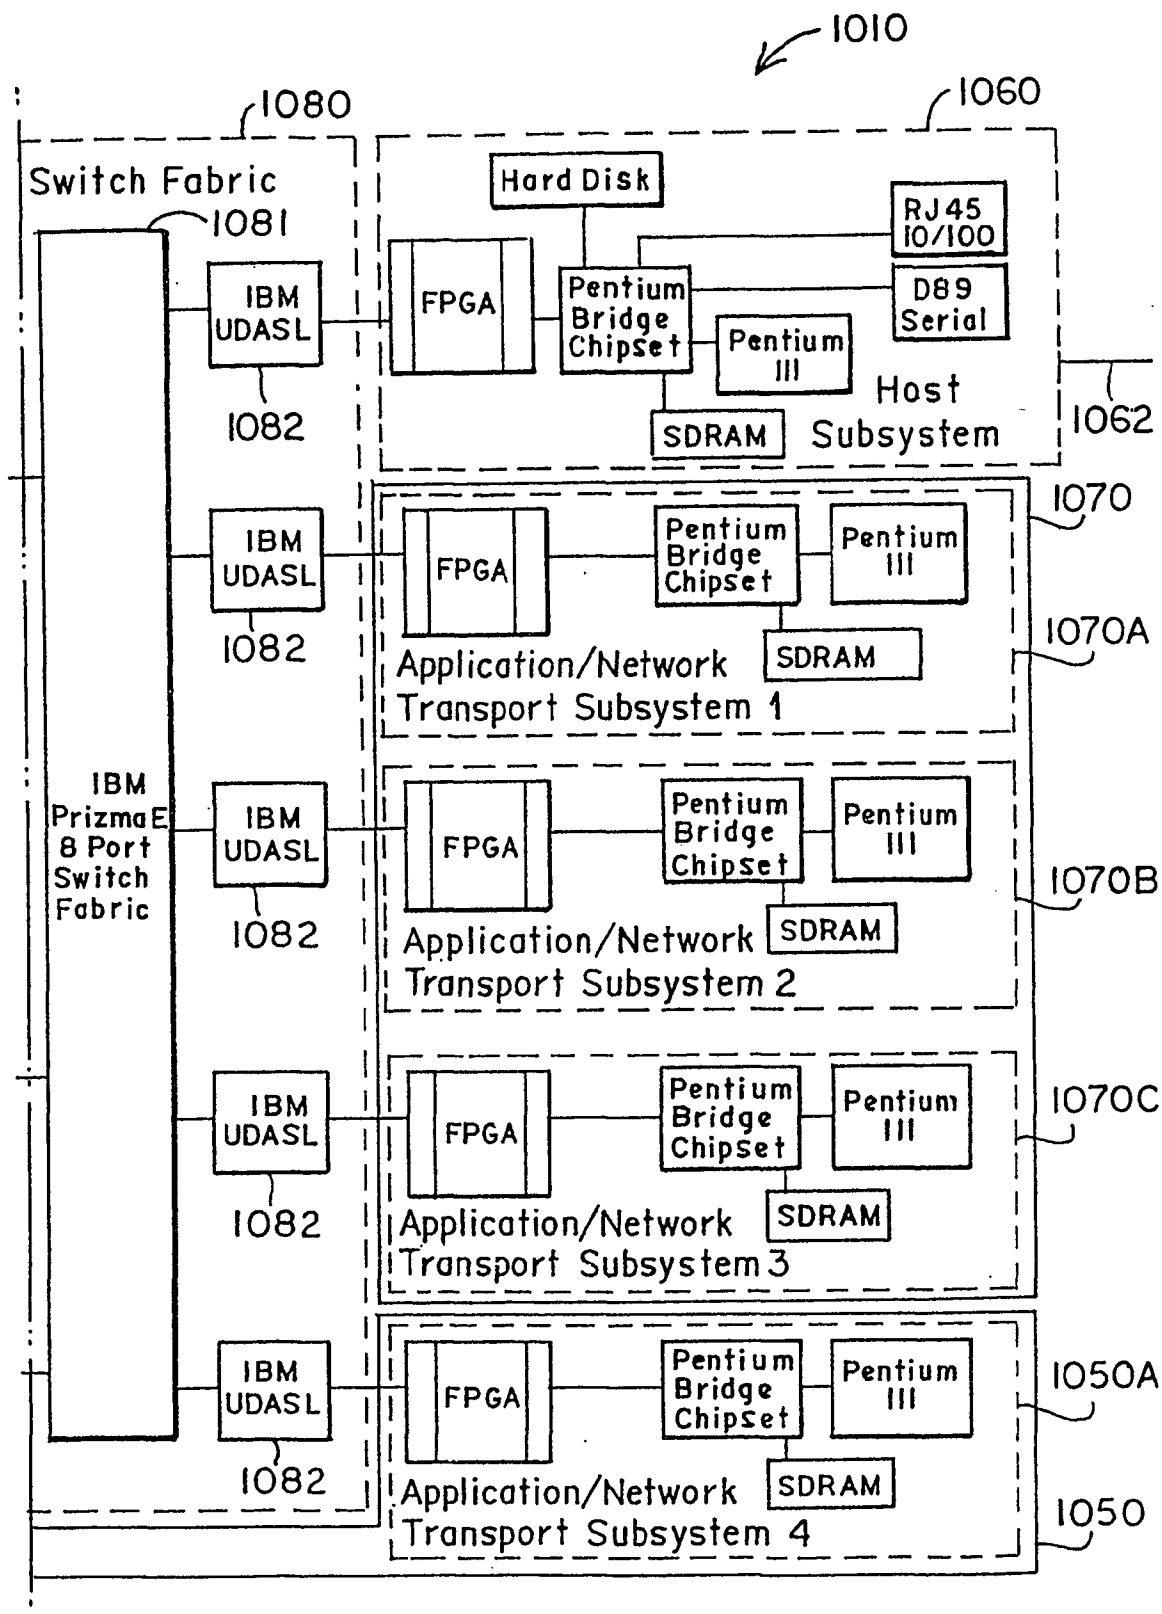 1010
1080
1060
Switch Fabric
1081
Hard Disk
RJ45
10/100
D89
Serial
IBM
UDASL
1082
FPGA
Pentium
Bridge
Chipset
Pentium
III
SDRAM
Host
Subsystem
1062
1070
IBM
UDASL
1082
FPGA
Pentium
Bridge
Chipset
Pentium
III
SDRAM
1070A
Application/Network
Transport Subsystem 1
IBM
PrizmaE
8 Port
Switch
Fabric
IBM
UDASL
1082
FPGA
Pentium
Bridge
Chipset
Pentium
III
SDRAM
1070B
Application/Network
Transport Subsystem 2
IBM
UDASL
1082
FPGA
Pentium
Bridge
Chipset
Pentium
III
SDRAM
1070C
Application/Network
Transport Subsystem 3
IBM
UDASL
1082
FPGA
Pentium
Bridge
Chipset
Pentium
III
SDRAM
1050A
Application/Network
Transport Subsystem 4
1050